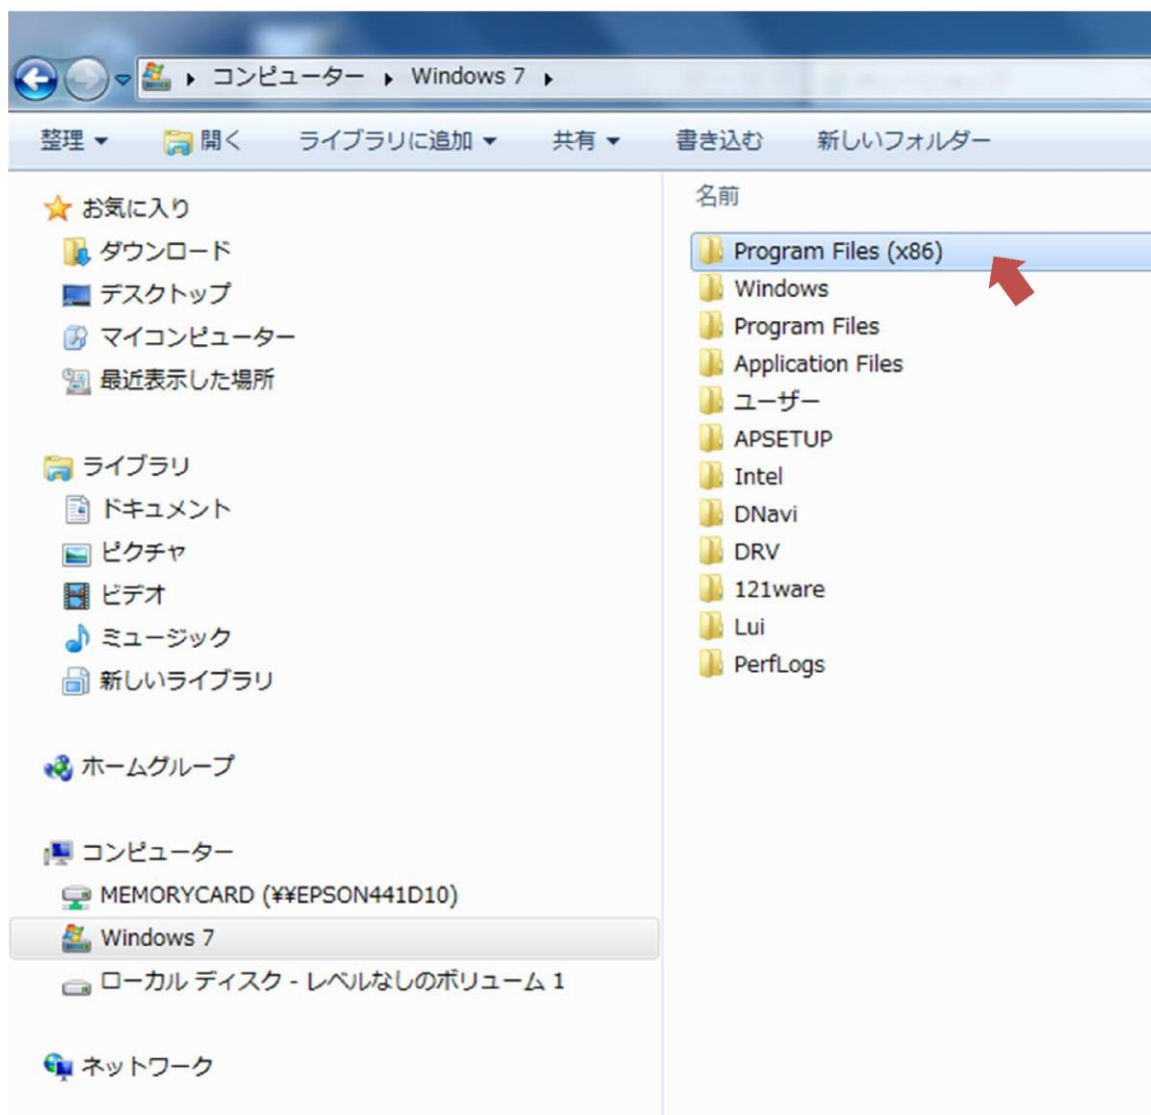 コンピューター ▸ Windows 7 ▸
整理 開く ライブラリに追加 共有 書き込む 新しいフォルダー
お気に入り
ダウンロード
デスクトップ
マイコンピューター
最近表示した場所
ライブラリ
ドキュメント
ピクチャ
ビデオ
ミュージック
新しいライブラリ
ホームグループ
コンピューター
MEMORYCARD (¥¥EPSON441D10)
Windows 7
ローカル ディスク - レベルなしのボリューム 1
ネットワーク
名前
Program Files (x86)
Windows
Program Files
Application Files
ユーザー
APSETUP
Intel
DNavi
DRV
121ware
Lui
PerfLogs